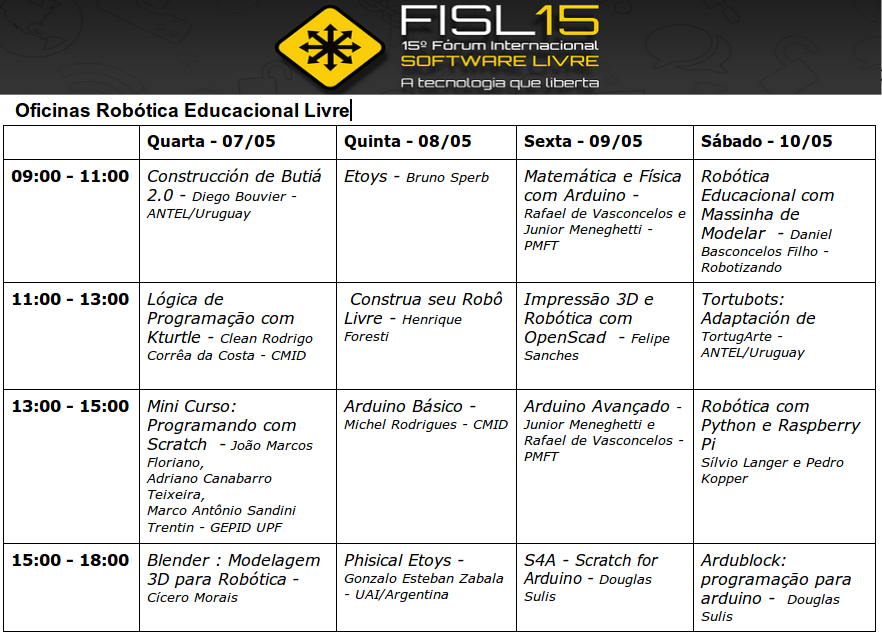 FISL15
15º Fórum Internacional
SOFTWARE LIVRE
A tecnologia que liberta
Oficinas Robótica Educacional Livre
Quarta - 07/05
Quinta - 08/05
Sexta - 09/05
Sábado - 10/05
09:00 - 11:00
Construcción de Butiá
2.0 - Diego Bouvier -
ANTEL/Uruguay
Etoys - Bruno Sperb
Matemática e Física
com Arduino -
Rafael de Vasconcelos e
Junior Meneghetti -
PMFT
Robótica
Educacional com
Massinha de
Modelar - Daniel
Basconcelos Filho -
Robotizando
11:00 - 13:00
Lógica de
Programação com
Kturtle - Clean Rodrigo
Corrêa da Costa - CMID
Construa seu Robô
Livre - Henrique
Foresti
Impressão 3D e
Robótica com
OpenScad - Felipe
Sanches
Tortubots:
Adaptación de
TortugArte -
ANTEL/Uruguay
13:00 - 15:00
Mini Curso:
Programando com
Scratch - João Marcos
Floriano,
Adriano Canabarro
Teixeira,
Marco Antônio Sandini
Trentin - GEPID UPF
Arduino Básico -
Michel Rodrigues - CMID
Arduino Avançado -
Junior Meneghetti e
Rafael de Vasconcelos -
PMFT
Robótica com
Python e Raspberry
Pi
Sílvio Langer e Pedro
Kopper
15:00 - 18:00
Blender : Modelagem
3D para Robótica -
Cícero Morais
Phisical Etoys -
Gonzalo Esteban Zabala
- UAI/Argentina
S4A - Scratch for
Arduino - Douglas
Sulis
Ardublock:
programação para
arduino - Douglas
Sulis